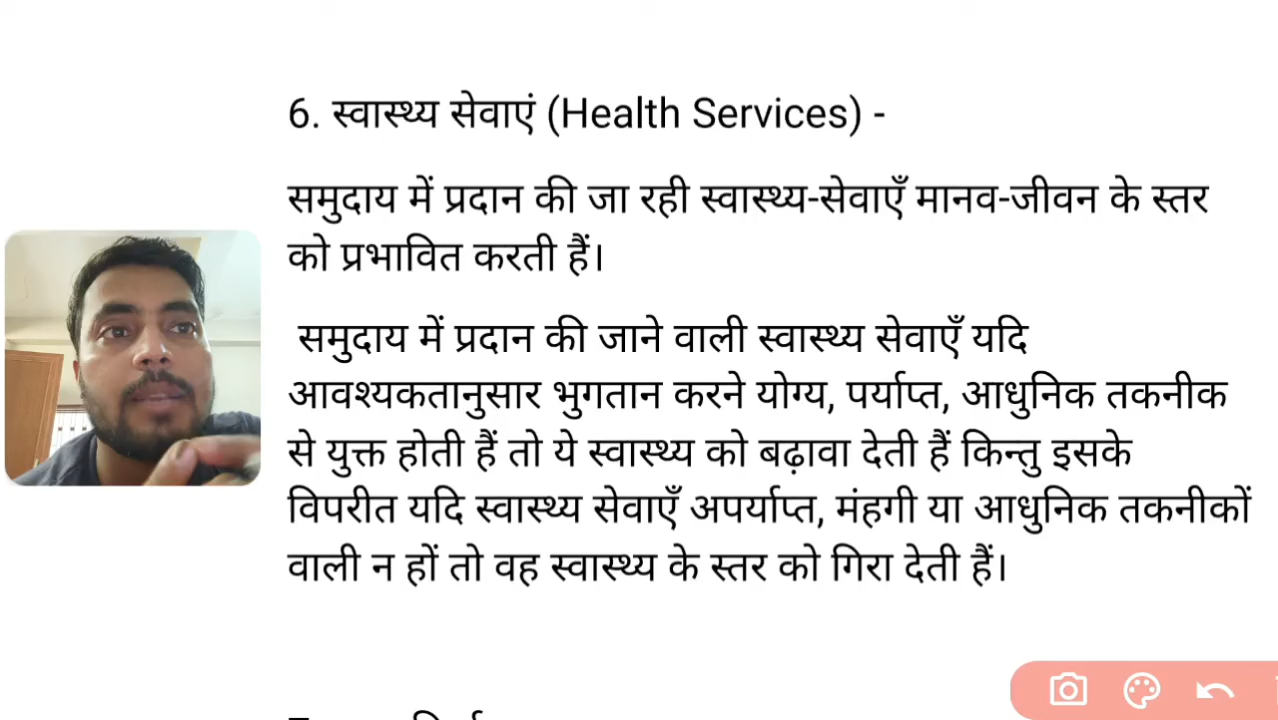 6. स्वास्थ्य सेवाएं (Health Services) -
समुदाय में प्रदान की जा रही स्वास्थ्य-सेवाएँ मानव-जीवन के स्तर
को प्रभावित करती हैं।
समुदाय में प्रदान की जाने वाली स्वास्थ्य सेवाएँ यदि
आवश्यकतानुसार भुगतान करने योग्य, पर्याप्त, आधुनिक तकनीक
से युक्त होती हैं तो ये स्वास्थ्य को बढ़ावा देती हैं किन्तु इसके
विपरीत यदि स्वास्थ्य सेवाएँ अपर्याप्त, मंहगी या आधुनिक तकनीकों
वाली न हों तो वह स्वास्थ्य के स्तर को गिरा देती हैं।